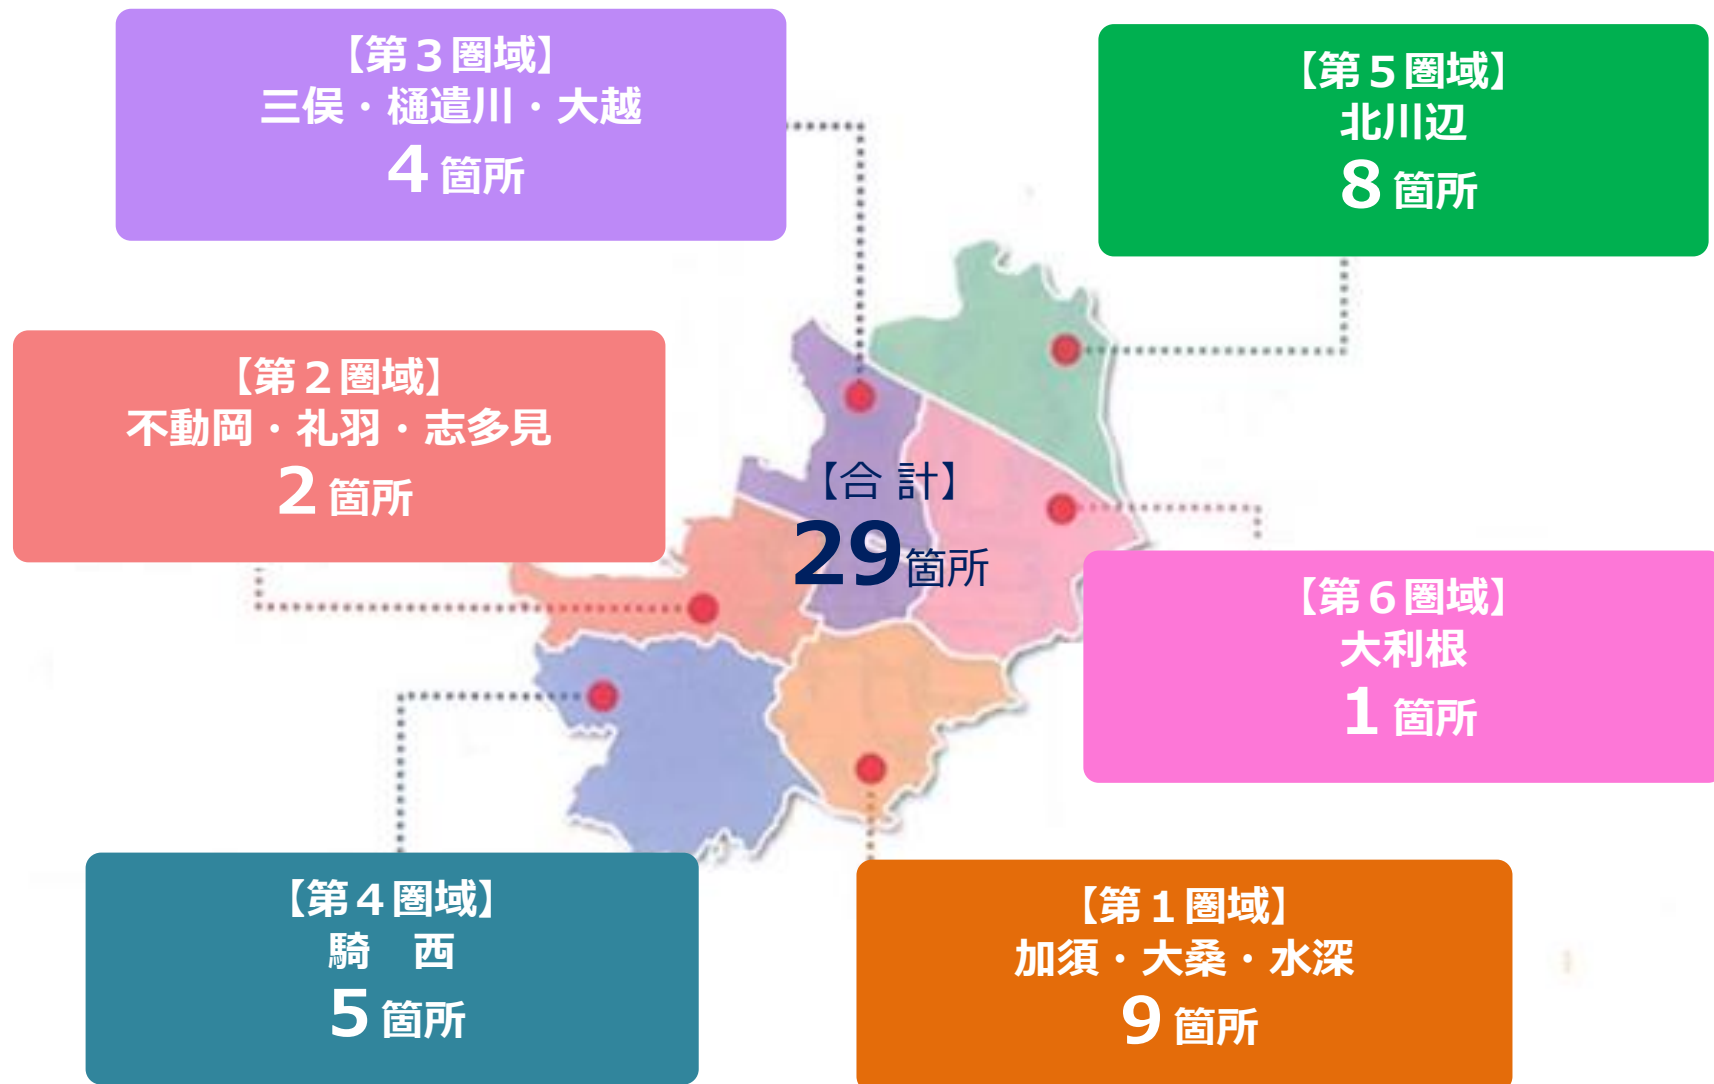 【第３圏域】
三俣・樋遣川・大越
4 箇所
【第５圏域】
北川辺
8 箇所
【第２圏域】
不動岡・礼羽・志多見
2 箇所
【合 計】
29箇所
【第６圏域】
大利根
1 箇所
【第４圏域】
騎　西
5 箇所
【第１圏域】
加須・大桑・水深
9 箇所